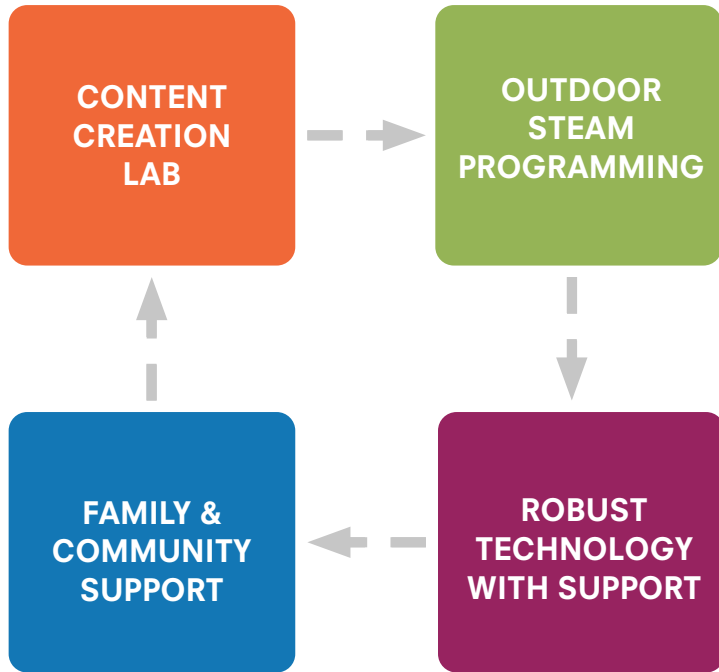 CONTENT
CREATION
LAB
OUTDOOR
STEAM
PROGRAMMING
FAMILY &
COMMUNITY
SUPPORT
ROBUST
TECHNOLOGY
WITH SUPPORT